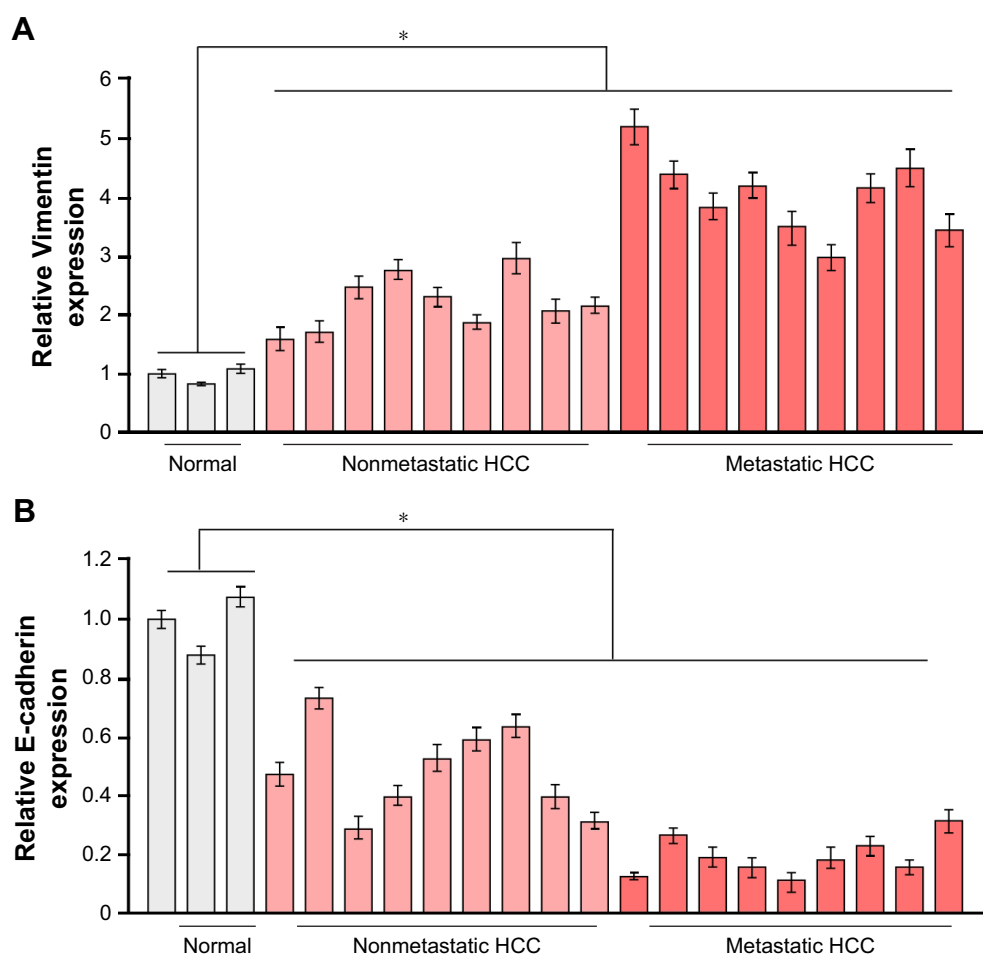 A
*
Relative Vimentin
expression
6
5
4
3
2
1
0
Normal
Nonmetastatic HCC
Metastatic HCC
B
*
Relative E-cadherin
expression
1.2
1.0
0.8
0.6
0.4
0.2
0
Normal
Nonmetastatic HCC
Metastatic HCC